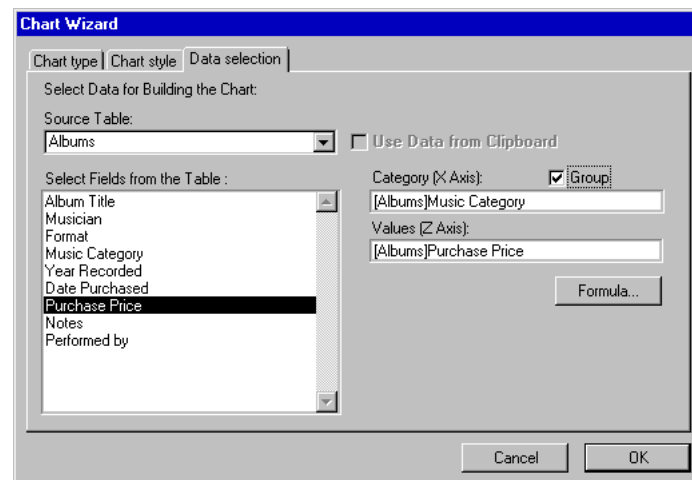 Chart Wizard
Chart type Chart style Data selection
Select Data for Building the Chart:
Source Table:
Albums
Use Data from Clipboard
Select Fields from the Table :
Album Title
Musician
Format
Music Category
Year Recorded
Date Purchased
Purchase Price
Notes
Performed by
Category (X Axis):
Group
[Albums]Music Category
Values (Z Axis):
[Albums]Purchase Price
Formula...
Cancel
OK